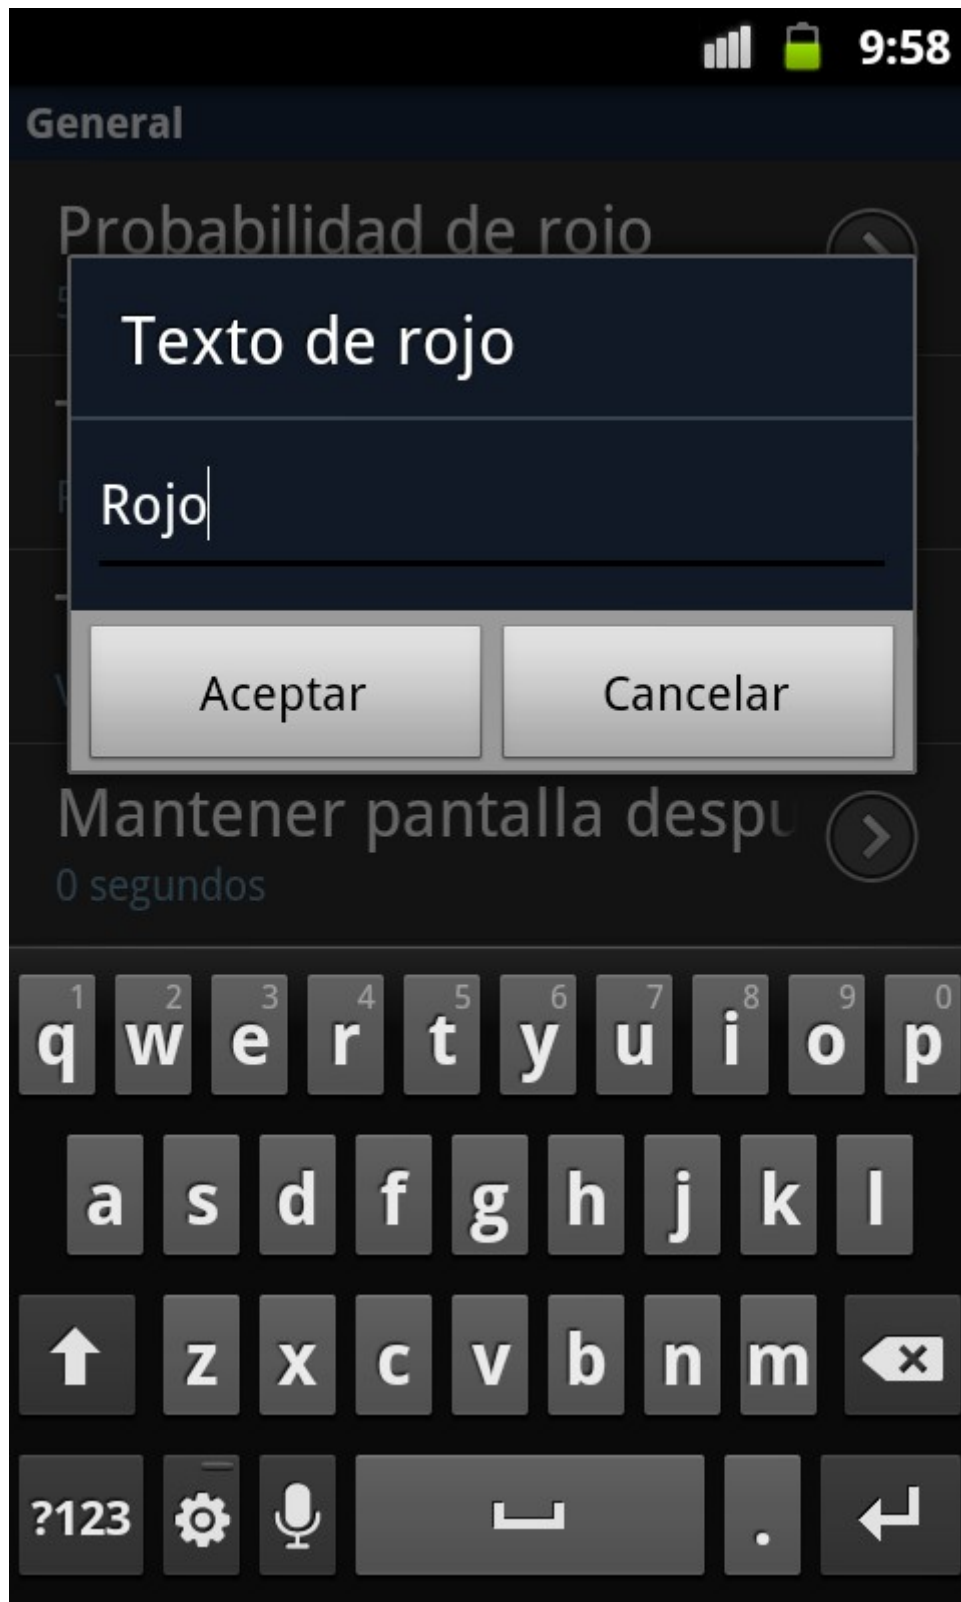 9:58
General
Probabilidad de rojo
Texto de rojo
Rojo
Aceptar Cancelar
Mantener pantalla despu
0 segundos
1 2 3 4 5 6 7 8 9 0
q w e r t y u i o p
a s d f g h j k l
z x c v b n m
?123 .